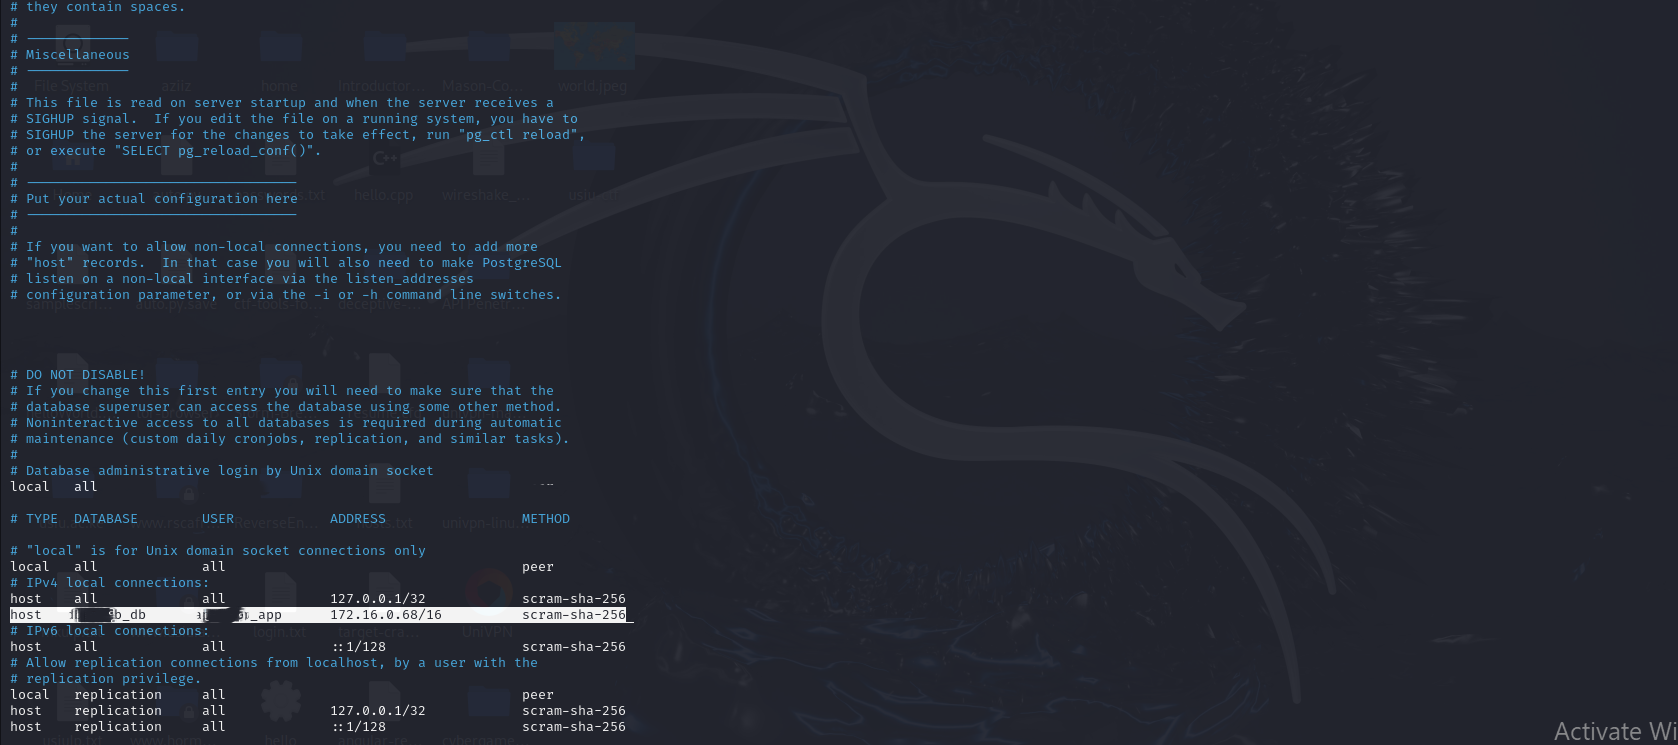 # they contain spaces.
#
# -------------
# Miscellaneous
# -------------
#
# This file is read on server startup and when the server receives a
# SIGHUP signal.  If you edit the file on a running system, you have to
# SIGHUP the server for the changes to take effect, run "pg_ctl reload",
# or execute "SELECT pg_reload_conf()".
#
# ----------------------------------
# Put your actual configuration here
# ----------------------------------
#
# If you want to allow non-local connections, you need to add more
# "host" records.  In that case you will also need to make PostgreSQL
# listen on a non-local interface via the listen_addresses
# configuration parameter, or via the -i or -h command line switches.
# DO NOT DISABLE!
# If you change this first entry you will need to make sure that the
# database superuser can access the database using some other method.
# Noninteractive access to all databases is required during automatic
# maintenance (custom daily cronjobs, replication, and similar tasks).
#
# Database administrative login by Unix domain socket
local   all
# TYPE  DATABASE        USER            ADDRESS                 METHOD
# "local" is for Unix domain socket connections only
local   all             all                                     peer
# IPv4 local connections:
host    all             all             127.0.0.1/32            scram-sha-256
host    _db    _app      172.16.0.68/16          scram-sha-256
# IPv6 local connections:
host    all             all             ::1/128                 scram-sha-256
# Allow replication connections from localhost, by a user with the
# replication privilege.
local   replication     all                                     peer
host    replication     all             127.0.0.1/32            scram-sha-256
host    replication     all             ::1/128                 scram-sha-256
Activate Wi